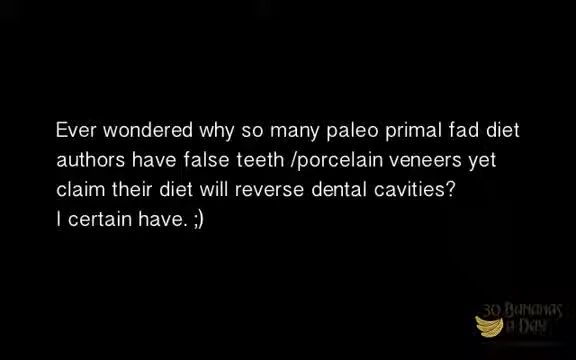 Ever wondered why so many paleo primal fad diet
authors have false teeth /porcelain veneers yet
claim their diet will reverse dental cavities?
I certain have. ;)
30 Bananas
a Day